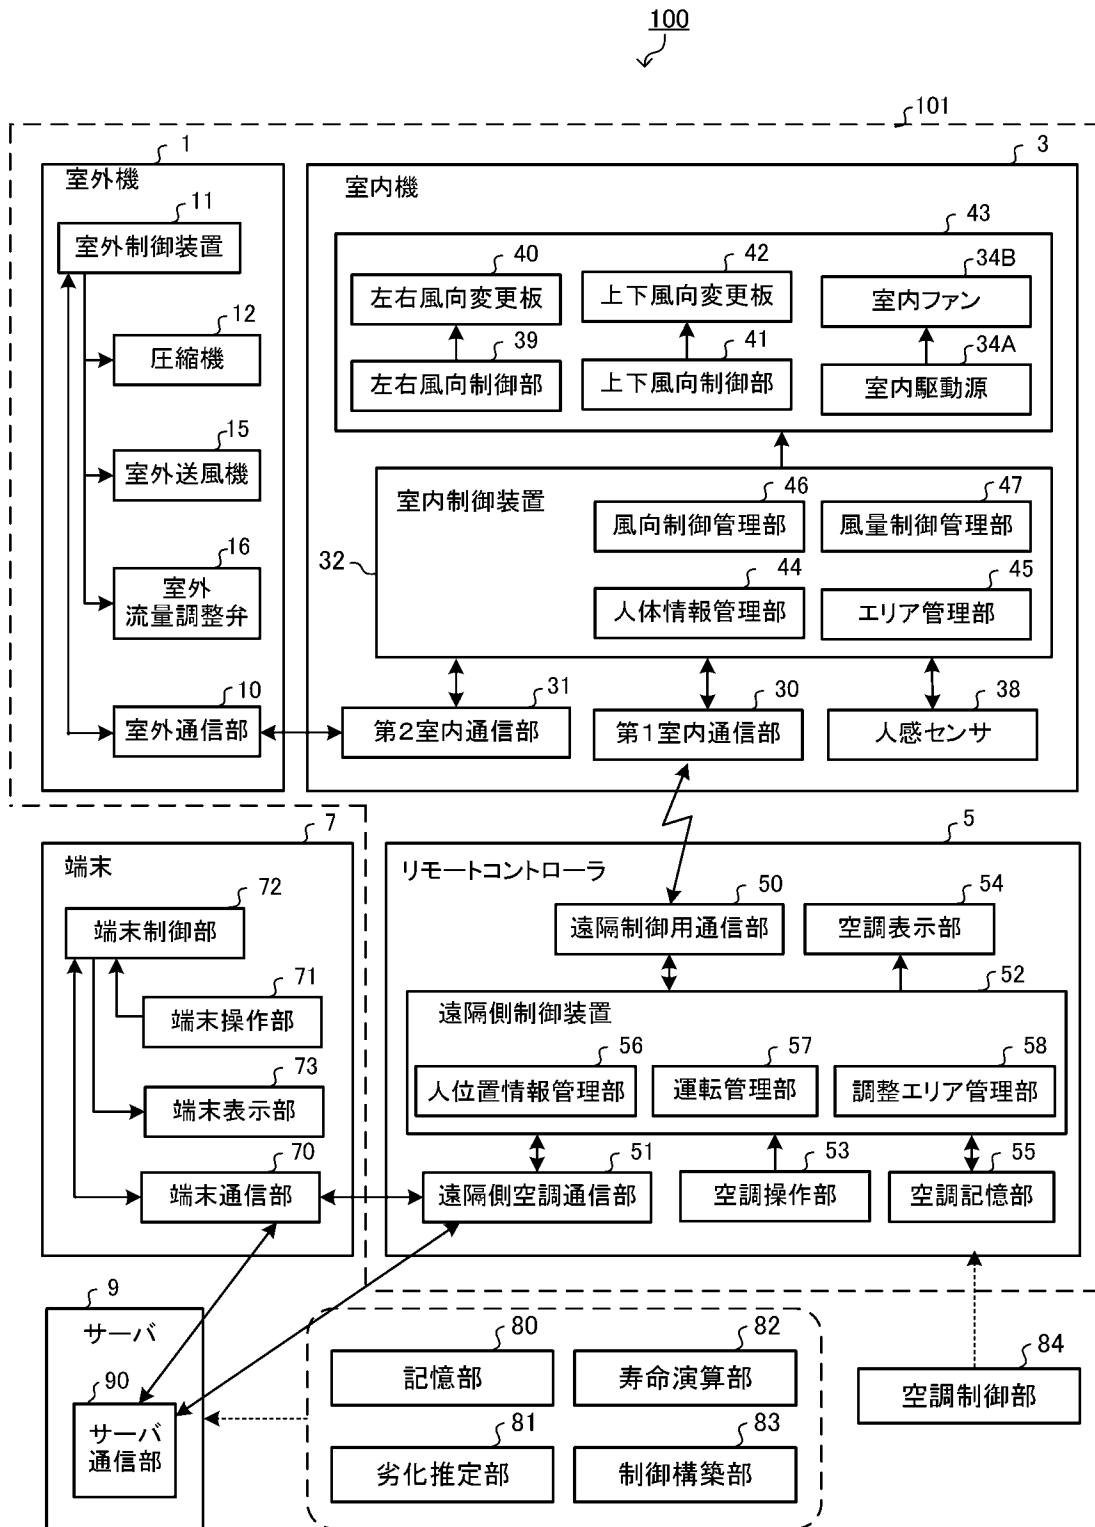 100
101
1
室外機
11
室外制御装置
12
圧縮機
15
室外送風機
16
室外
流量調整弁
10
室外通信部
3
室内機
43
40
左右風向変更板
39
左右風向制御部
42
上下風向変更板
41
上下風向制御部
34B
室内ファン
34A
室内駆動源
32
室内制御装置
46
風向制御管理部
47
風量制御管理部
44
人体情報管理部
45
エリア管理部
31
第2室内通信部
30
第1室内通信部
38
人感センサ
7
端末
72
端末制御部
71
端末操作部
73
端末表示部
70
端末通信部
5
リモートコントローラ
50
遠隔制御用通信部
54
空調表示部
52
遠隔側制御装置
56
人位置情報管理部
57
運転管理部
58
調整エリア管理部
51
遠隔側空調通信部
53
空調操作部
55
空調記憶部
9
サーバ
90
サーバ
通信部
80
記憶部
82
寿命演算部
81
劣化推定部
83
制御構築部
84
空調制御部